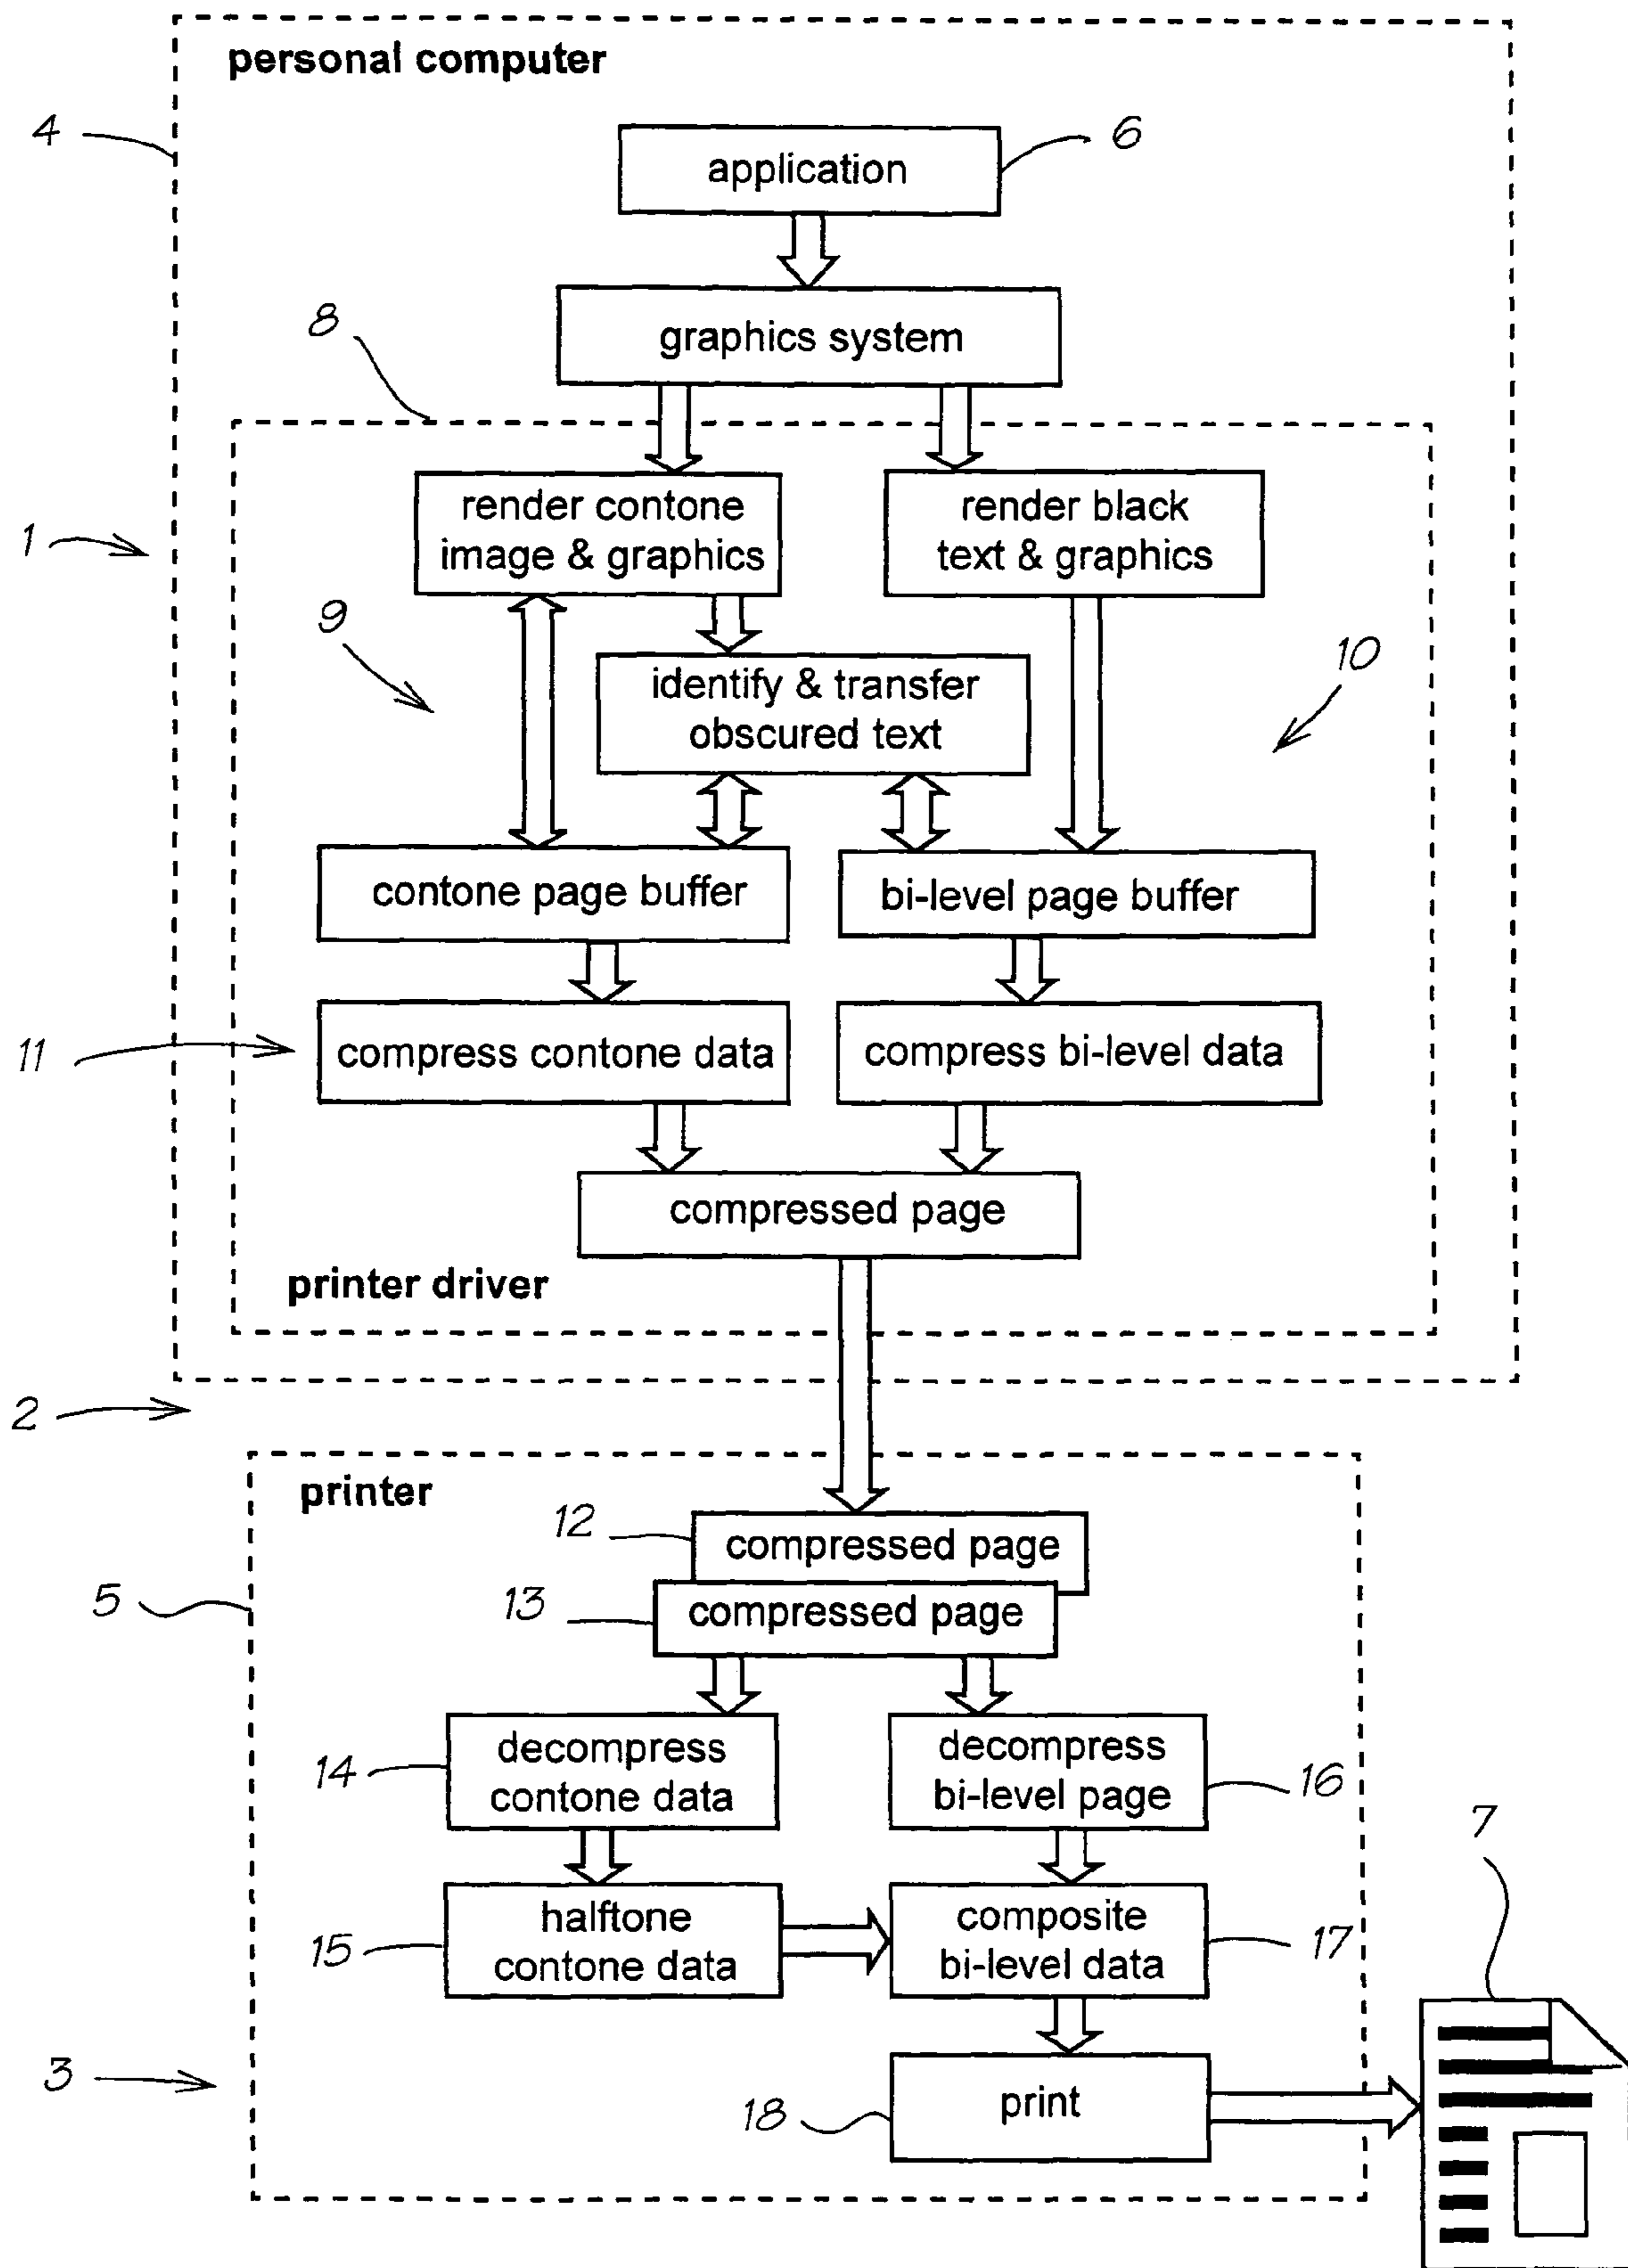 personal computer
4
6
application
8
graphics system
1
render contone
image & graphics
render black
text & graphics
9
10
identify & transfer
obscured text
contone page buffer
bi-level page buffer
11
compress contone data
compress bi-level data
compressed page
printer driver
2
printer
12
compressed page
5
13
compressed page
14
decompress
contone data
decompress
bi-level page
16
7
15
halftone
contone data
composite
bi-level data
17
3
18
print